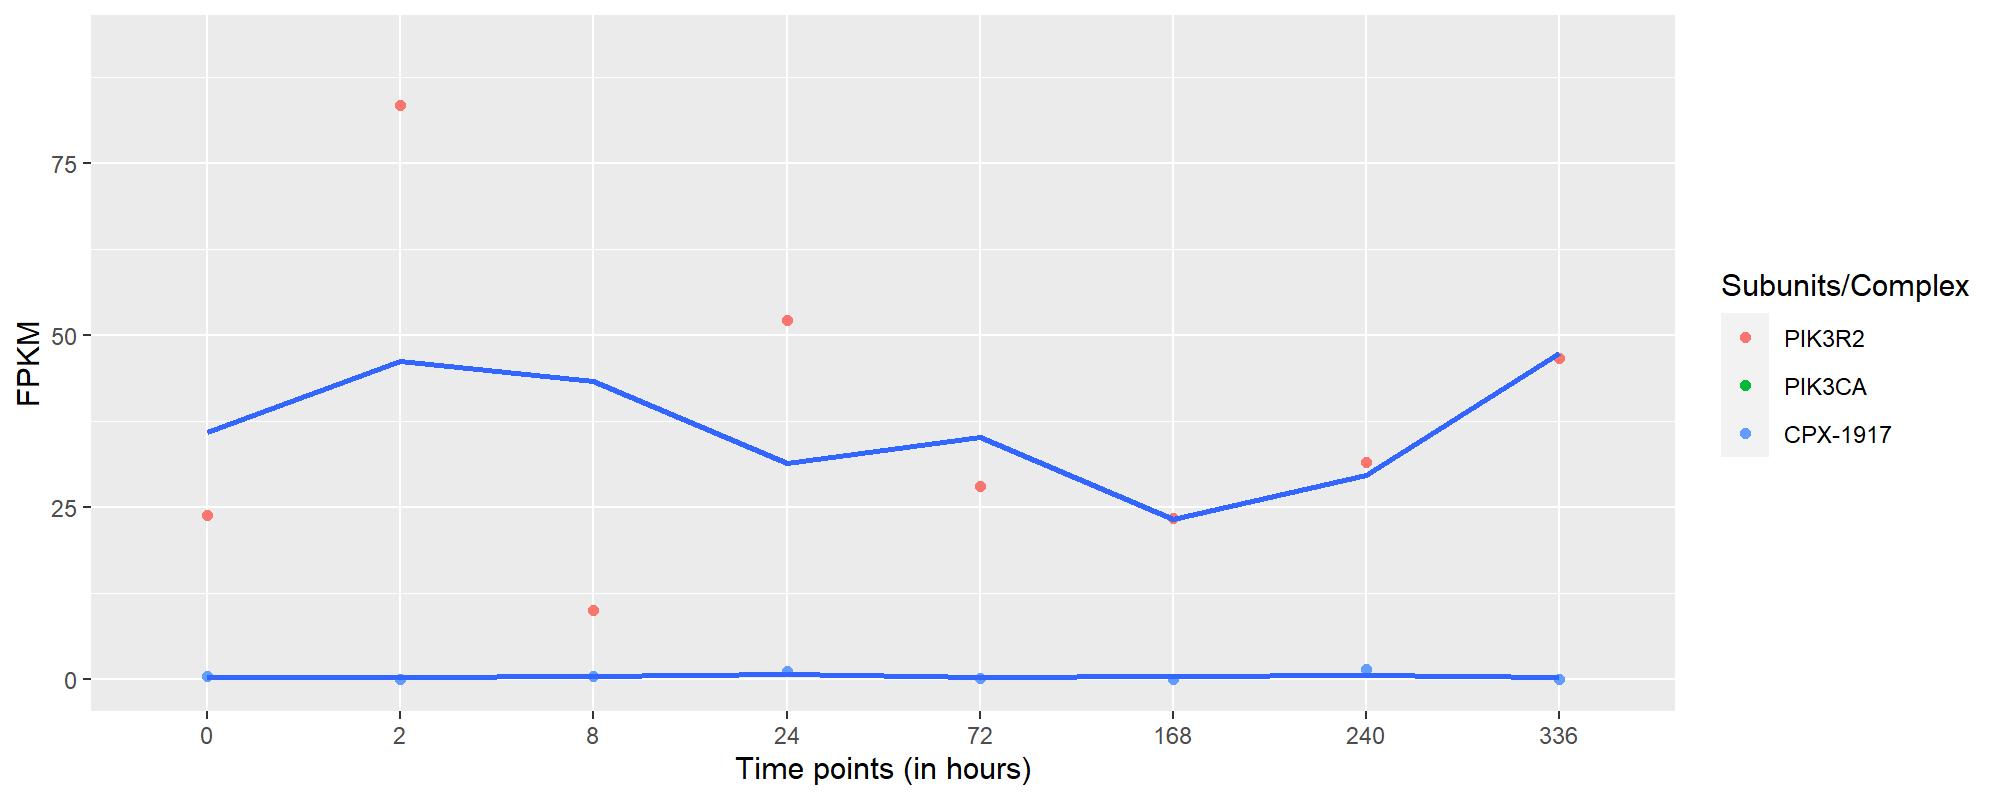 75
50
25
0
FPKM
0 2 8 24 72 168 240 336
Time points (in hours)
Subunits/Complex
PIK3R2
PIK3CA
CPX-1917